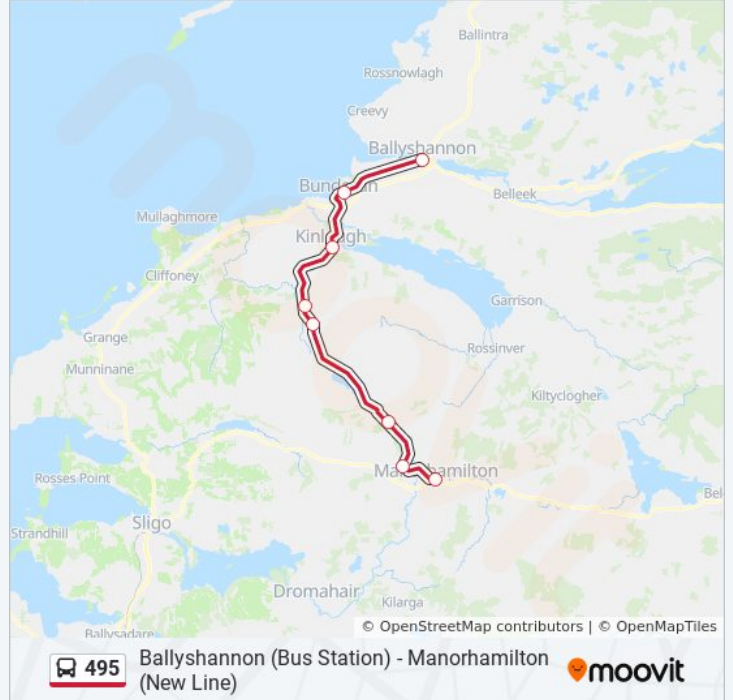 Ballintra
Rossnowlagh
Creevy
Ballyshannon
Bundoran
Belleek
Mullaghmore
Kinlough
Cliffoney
Garrison
Grange
Rossinver
Munninane
Kiltyclogher
Manorhamilton
Rosses Point
Bel
Sligo
Strandhill
Dromahair
Kilarga
Ballysadare
© OpenStreetMap contributors | © OpenMapTiles
495
Ballyshannon (Bus Station) - Manorhamilton
(New Line)
moovit